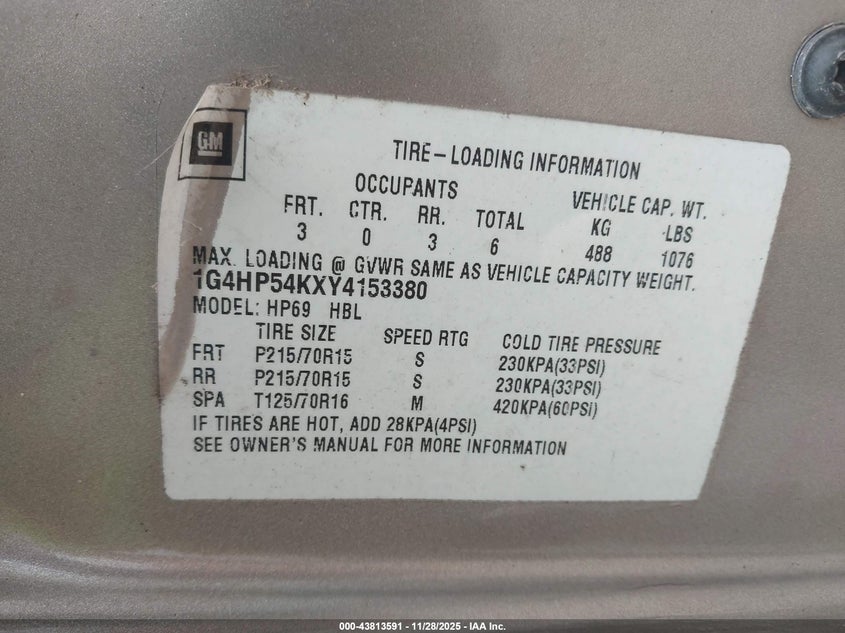 GM
TIRE-LOADING INFORMATION
OCCUPANTS VEHICLE CAP. WT.
FRT. CTR. RR. TOTAL KG LBS
3 0 3 6 488 1076
MAX. LOADING @ GVWR SAME AS VEHICLE CAPACITY WEIGHT.
1G4HP54KXY4153380
MODEL: HP69 HBL
TIRE SIZE SPEED RTG COLD TIRE PRESSURE
FRT P215/70R15 S 230KPA(33PSI)
RR P215/70R15 S 230KPA(33PSI)
SPA T125/70R16 M 420KPA(60PSI)
IF TIRES ARE HOT, ADD 28KPA(4PSI)
SEE OWNER'S MANUAL FOR MORE INFORMATION
000-43813591 - 11/28/2025 - IAA Inc.